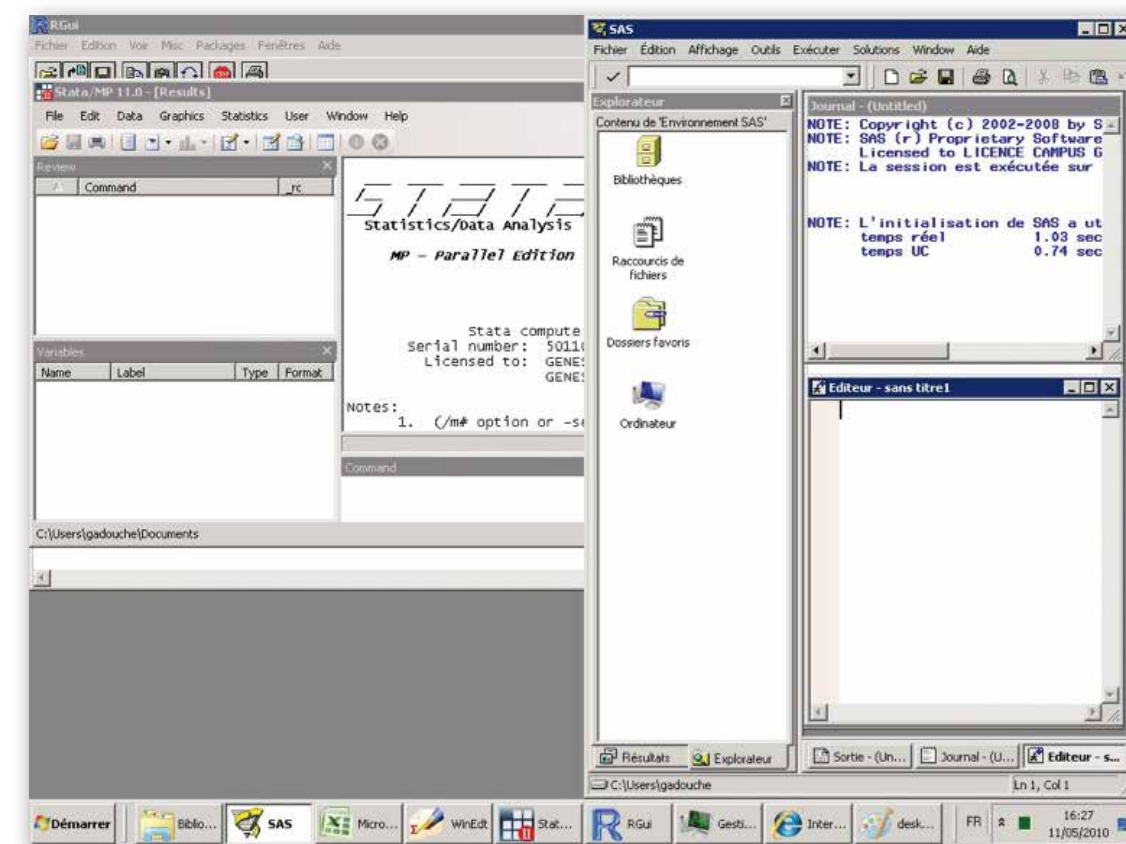 RGui
Fichier Edition Voir Misc Packages Fenêtres Aide
Stata/MP 11.0 - [Results]
File Edit Data Graphics Statistics User Window Help
Review
Command _rc
Statistics/Data Analysis
MP - Parallel Edition
Stata compute
Serial number: 5011
Licensed to: GENES
GENES
Notes:
1. (/m# option or -se
Variables
Name Label Type Format
Command
C:\Users\gadouche\Documents
SAS
Fichier Édition Affichage Outils Exécuter Solutions Window Aide
Explorateur
Contenu de 'Environnement SAS'
Bibliothèques
Raccourcis de
fichiers
Dossiers favoris
Ordinateur
Journal - (Untitled)
NOTE: Copyright (c) 2002-2008 by S
NOTE: SAS (r) Proprietary Software
Licensed to LICENCE CAMPUS G
NOTE: La session est exécutée sur
NOTE: L'initialisation de SAS a ut
temps réel 1.03 sec
temps UC 0.74 sec
Editeur - sans titre1
Résultats Explorateur
Sortie - (Un... Journal - (U... Editeur - s...
C:\Users\gadouche Ln 1, Col 1
Démarrer Biblio... SAS Micro... WinEdt Stat... RGui Gesti... Inter... desk... FR 16:27
11/05/2010